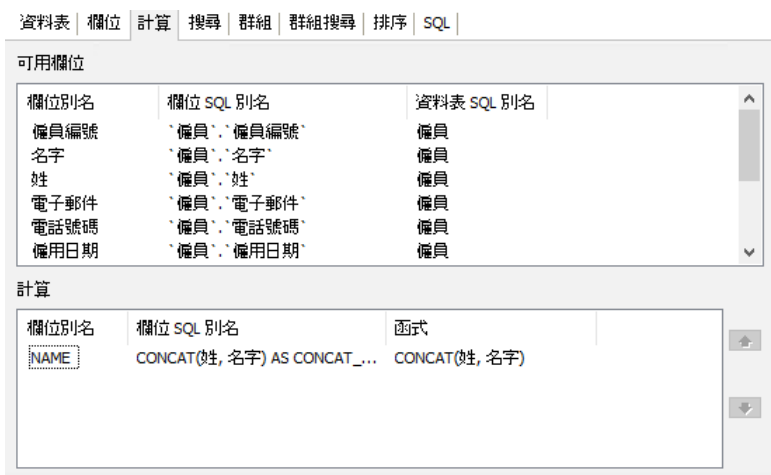 資料表 欄位 計算 搜尋 群組 群組搜尋 排序 SQL
可用欄位
欄位別名 欄位 SQL 別名 資料表 SQL 別名
僱員編號 `僱員`.`僱員編號` 僱員
名字 `僱員`.`名字` 僱員
姓 `僱員`.`姓` 僱員
電子郵件 `僱員`.`電子郵件` 僱員
電話號碼 `僱員`.`電話號碼` 僱員
僱用日期 `僱員`.`僱用日期` 僱員
計算
欄位別名 欄位 SQL 別名 函式
NAME CONCAT(姓, 名字) AS CONCAT_... CONCAT(姓, 名字)